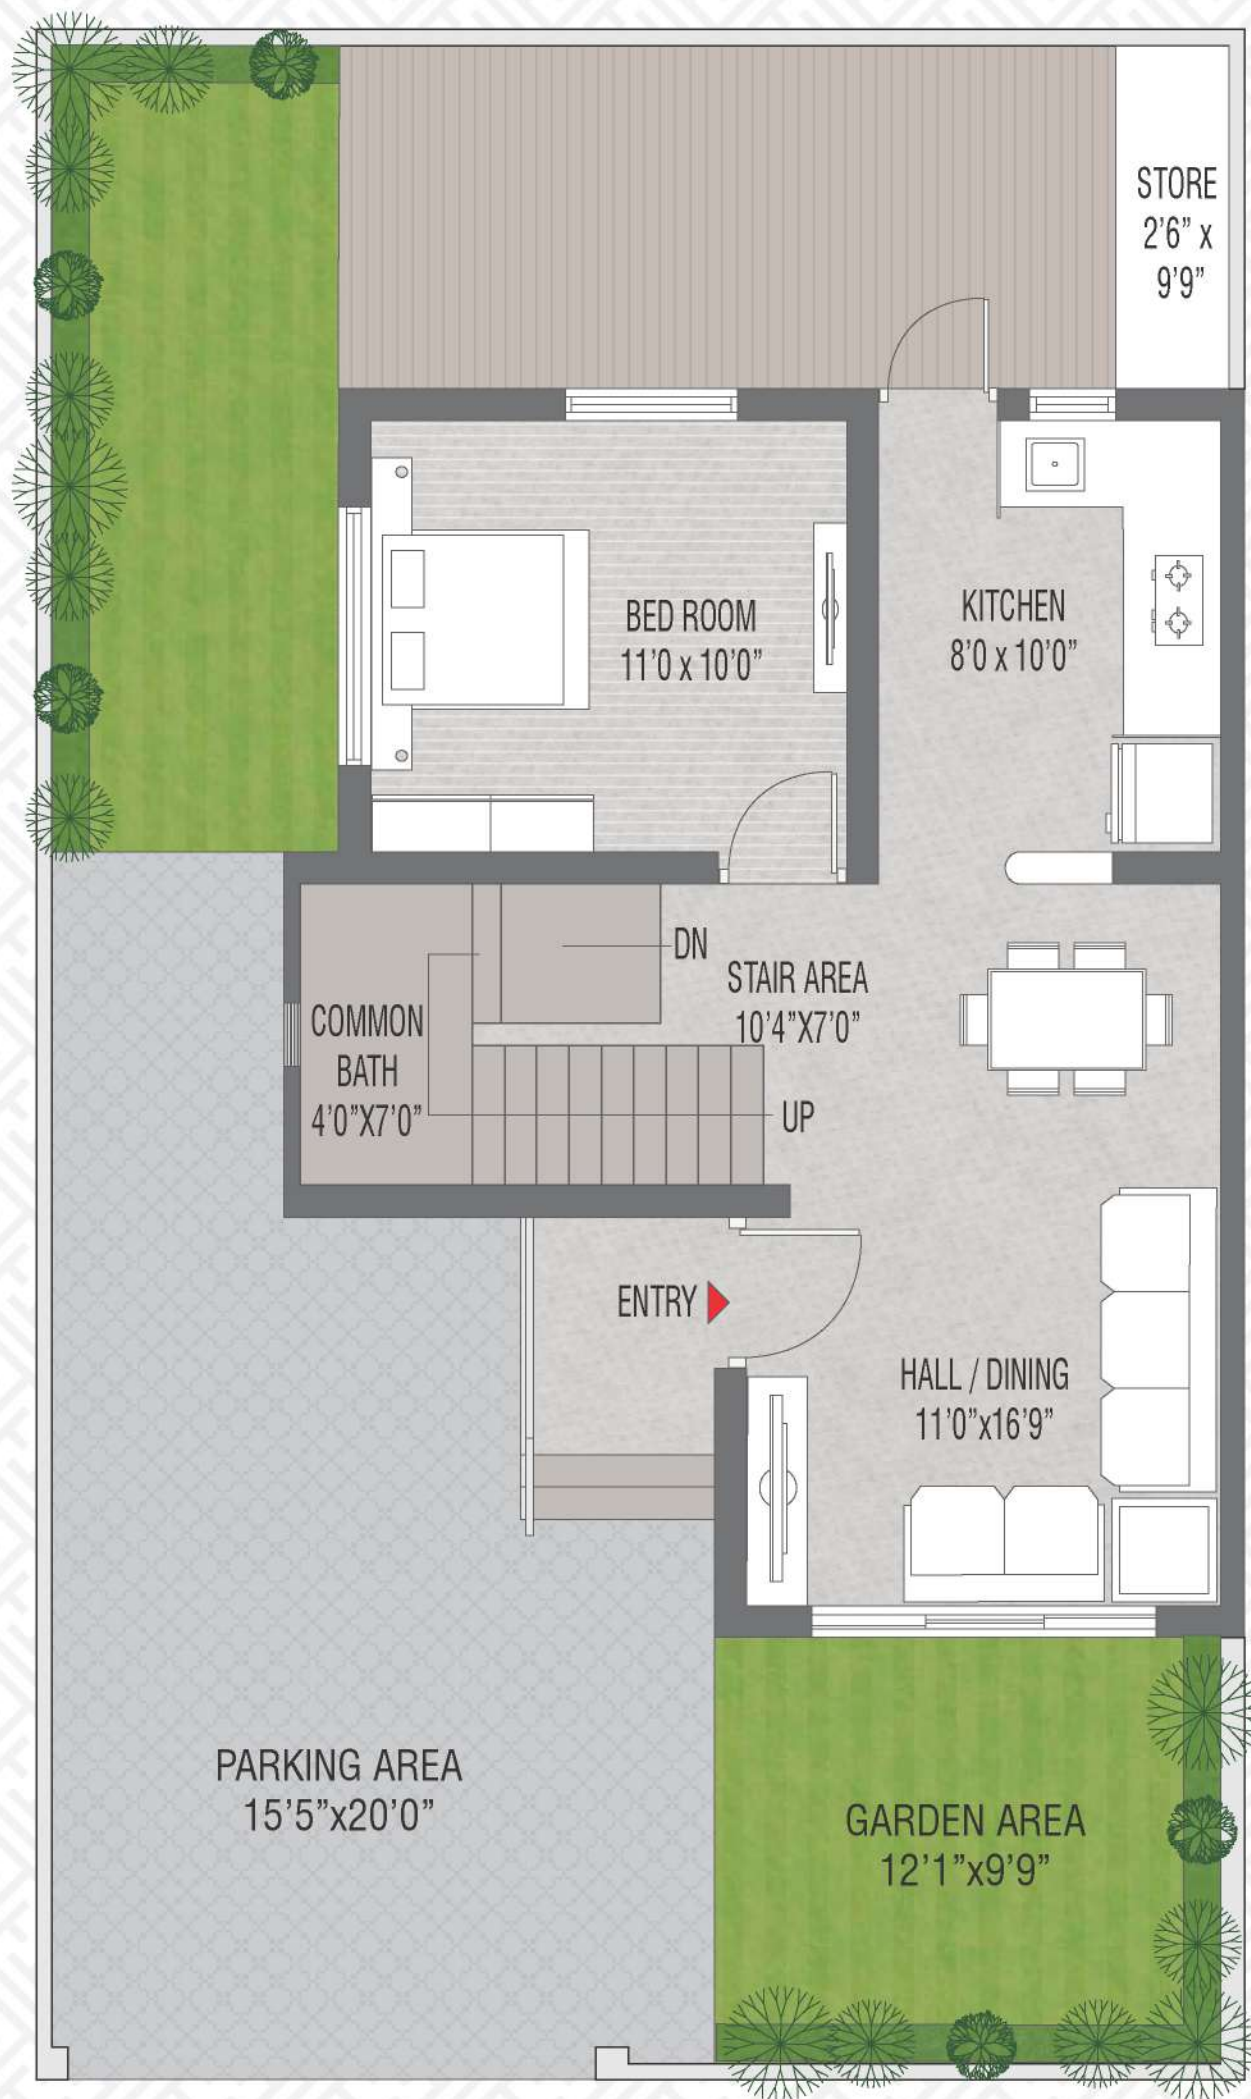 STORE
2'6” x
9'9”
BED ROOM
11'0 x 10'0”
KITCHEN
8'0 x 10'0”
DN
STAIR AREA
10'4”X7'0”
COMMON
BATH
4'0”X7'0”
UP
ENTRY
HALL / DINING
11'0”x16'9”
PARKING AREA
15'5”x20'0”
GARDEN AREA
12'1”x9'9”